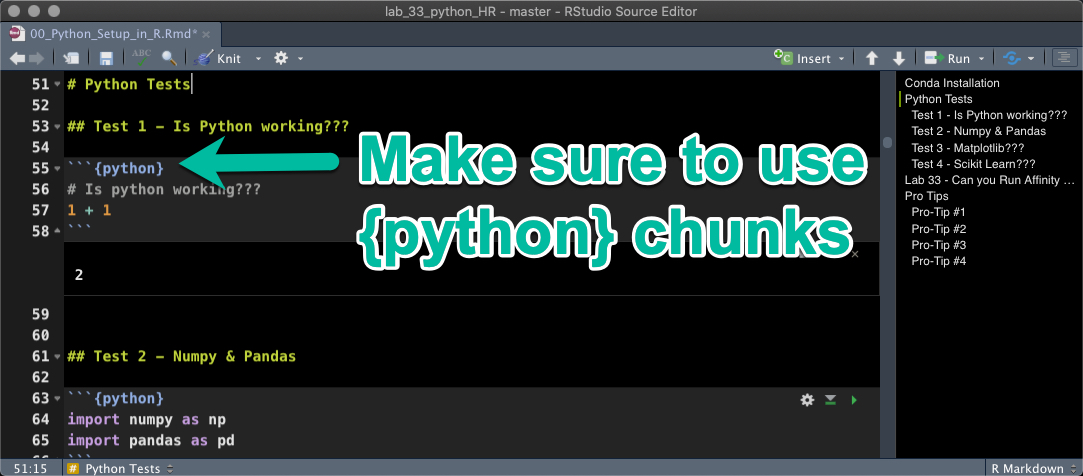 lab_33_python_HR - master - RStudio Source Editor
00_Python_Setup_in_R.Rmd* ×
ABC Knit Insert Run
51 # Python Tests
52
53 ## Test 1 - Is Python working???
54
55 ```{python}
56 # Is python working???
57 1 + 1
58 ```
Make sure to use
{python} chunks
2
59
60
61 ## Test 2 - Numpy & Pandas
62
63 ```{python}
64 import numpy as np
65 import pandas as pd
66 ```
Conda Installation
Python Tests
Test 1 - Is Python working???
Test 2 - Numpy & Pandas
Test 3 - Matplotlib???
Test 4 - Scikit Learn???
Lab 33 - Can you Run Affinity ...
Pro Tips
Pro-Tip #1
Pro-Tip #2
Pro-Tip #3
Pro-Tip #4
51:15 # Python Tests R Markdown